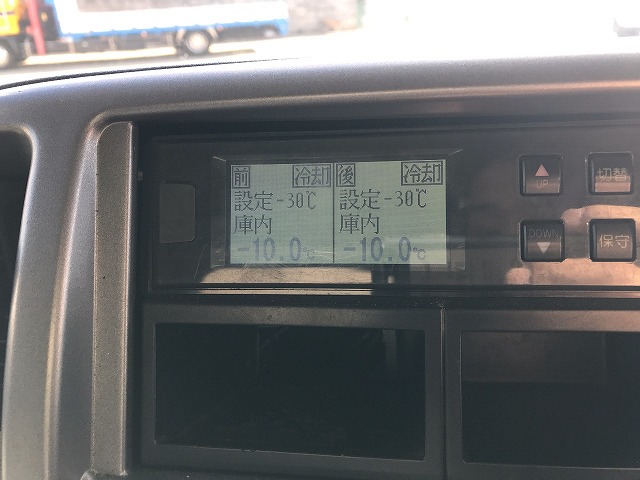 前 冷却 後 冷却
設定-30℃ 設定-30℃
庫内 庫内
-10.0℃ -10.0℃
UP
切替
DOWN
保守